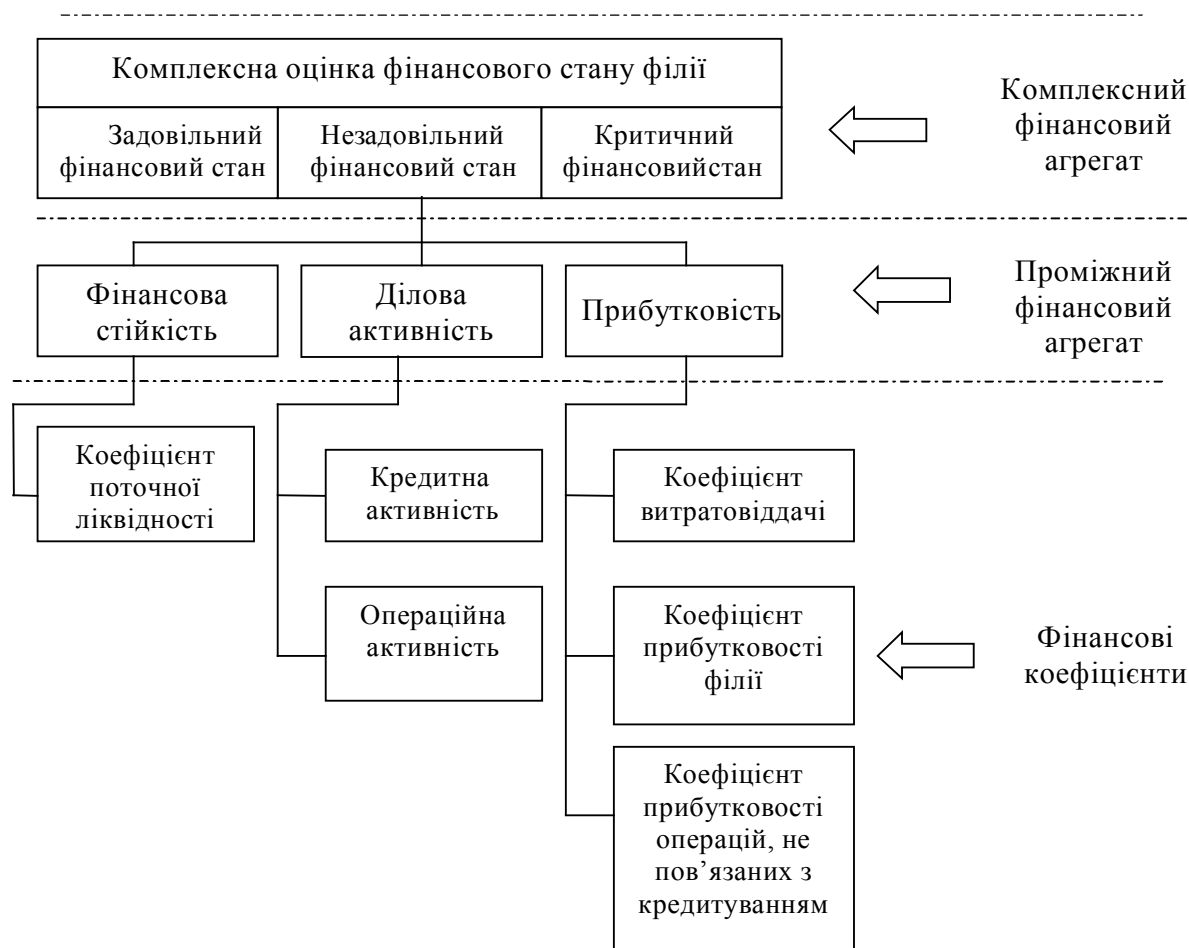 Комплексна оцінка фінансового стану філії
Задовільний
фінансовий стан
Незадовільний
фінансовий стан
Критичний
фінансовийстан
Комплексний
фінансовий
агрегат
Фінансова
стійкість
Ділова
активність
Прибутковість
Проміжний
фінансовий
агрегат
Коефіцієнт
поточної
ліквідності
Кредитна
активність
Коефіцієнт
витратовіддачі
Операційна
активність
Коефіцієнт
прибутковості
філії
Фінансові
коефіцієнти
Коефіцієнт
прибутковості
операцій, не
пов’язаних з
кредитуванням